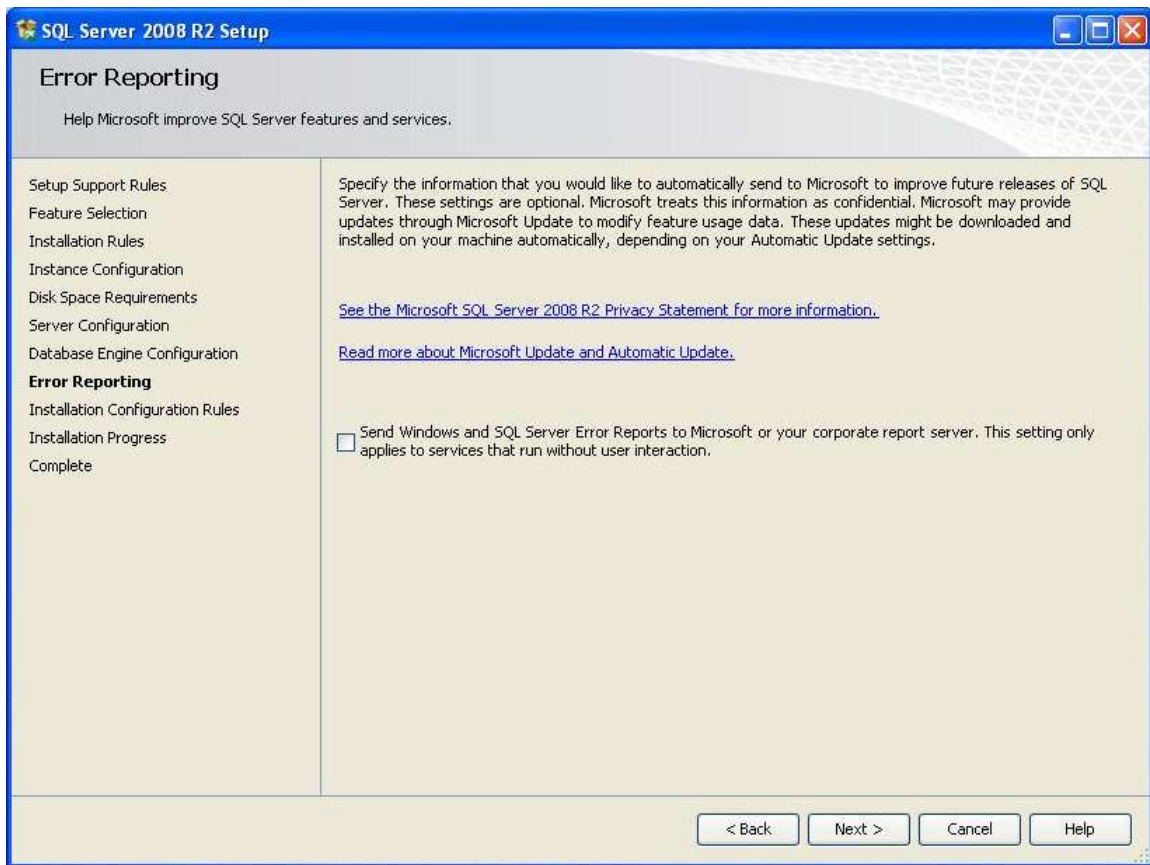 SQL Server 2008 R2 Setup
Error Reporting
Help Microsoft improve SQL Server features and services.
Setup Support Rules
Feature Selection
Installation Rules
Instance Configuration
Disk Space Requirements
Server Configuration
Database Engine Configuration
Error Reporting
Installation Configuration Rules
Installation Progress
Complete
Specify the information that you would like to automatically send to Microsoft to improve future releases of SQL
Server. These settings are optional. Microsoft treats this information as confidential. Microsoft may provide
updates through Microsoft Update to modify feature usage data. These updates might be downloaded and
installed on your machine automatically, depending on your Automatic Update settings.
See the Microsoft SQL Server 2008 R2 Privacy Statement for more information.
Read more about Microsoft Update and Automatic Update.
Send Windows and SQL Server Error Reports to Microsoft or your corporate report server. This setting only
applies to services that run without user interaction.
< Back
Next >
Cancel
Help